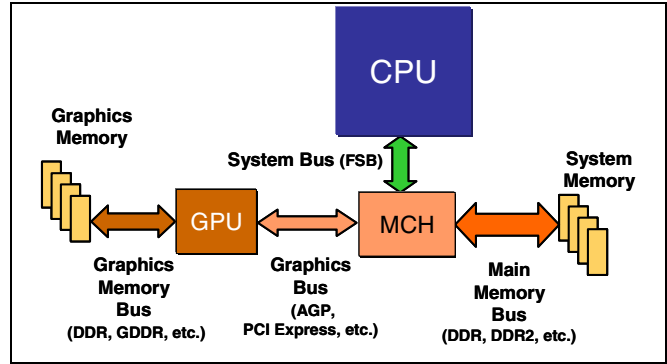 CPU
Graphics
Memory
System Bus (FSB)
System
Memory
GPU
MCH
Graphics
Memory
Bus
(DDR, GDDR, etc.)
Graphics
Bus
(AGP,
PCI Express, etc.)
Main
Memory
Bus
(DDR, DDR2, etc.)